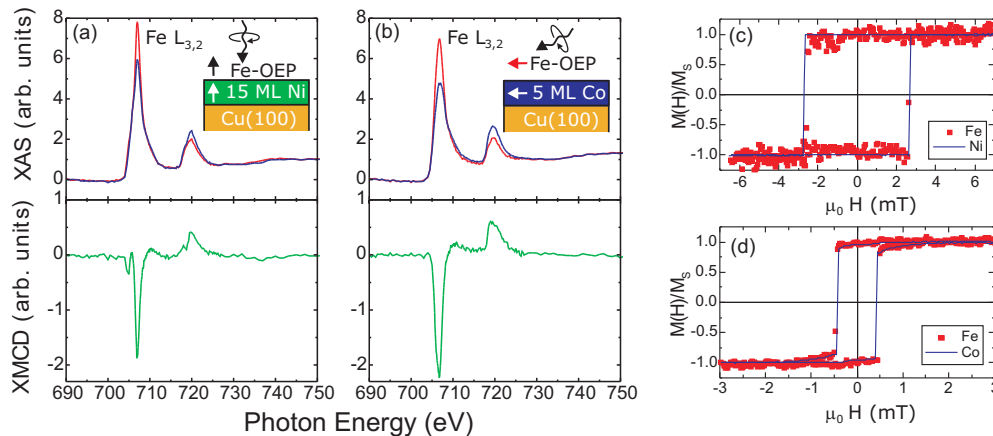 (a)
Fe L3,2
Fe-OEP
15 ML Ni
Cu(100)
XAS (arb. units)
8
6
4
2
0
(b)
Fe L3,2
Fe-OEP
5 ML Co
Cu(100)
XMCD (arb. units)
1
0
-1
-2
690 700 710 720 730 740 690 700 710 720 730 740 750
Photon Energy (eV)
(c)
M(H)/MS
1.0
0.5
0.0
-0.5
-1.0
Fe
Ni
-6 -4 -2 0 2 4 6
μ0 H (mT)
(d)
M(H)/MS
1.0
0.5
0.0
-0.5
-1.0
Fe
Co
-3 -2 -1 0 1 2 3
μ0 H (mT)